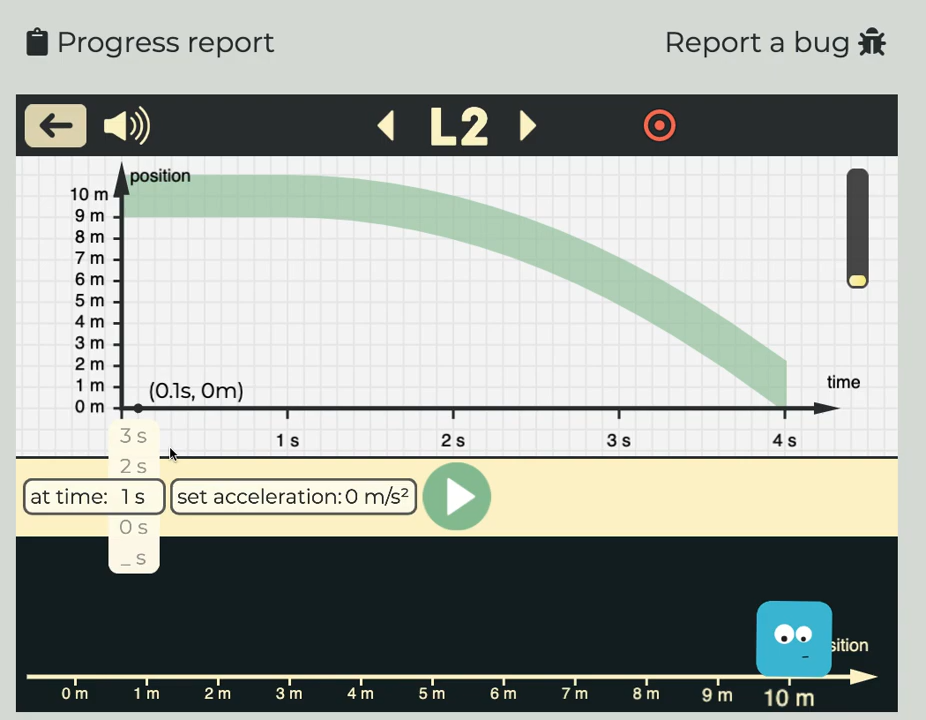 Progress report
Report a bug
L2
position
10 m
9 m
8 m
7 m
6 m
5 m
4 m
3 m
2 m
1 m
0 m
(0.1s, 0m)
time
1 s
2 s
3 s
4 s
3 s
2 s
at time: 1 s
set acceleration: 0 m/s²
0 s
_ s
sition
0 m
1 m
2 m
3 m
4 m
5 m
6 m
7 m
8 m
9 m
10 m